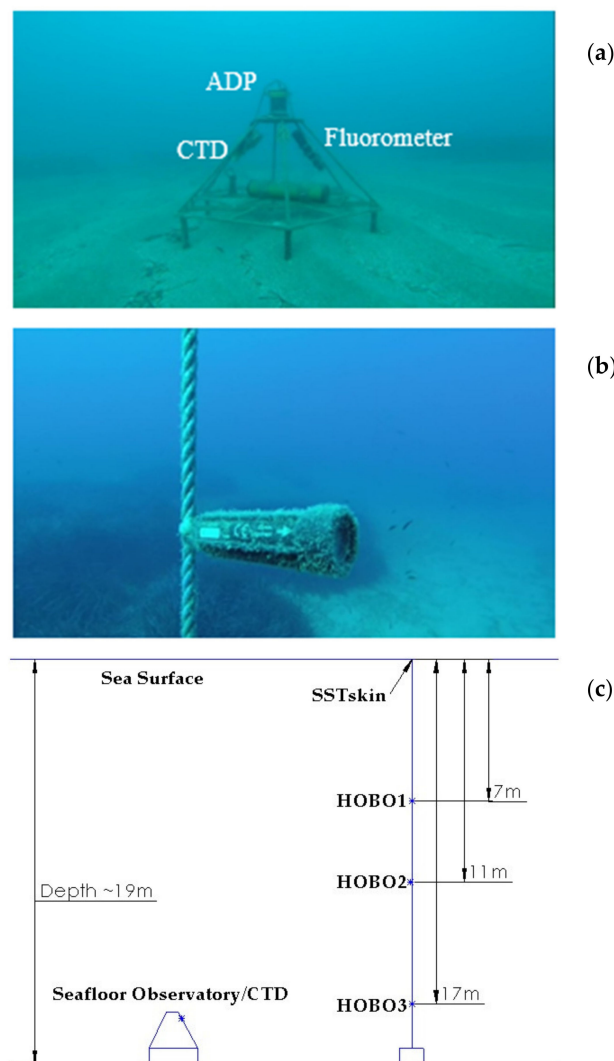 (a)
ADP
CTD
Fluorometer
(b)
(c)
Sea Surface
SSTskin
HOBO1
7m
HOBO2
11m
Depth ~19m
Seafloor Observatory/CTD
HOBO3
17m